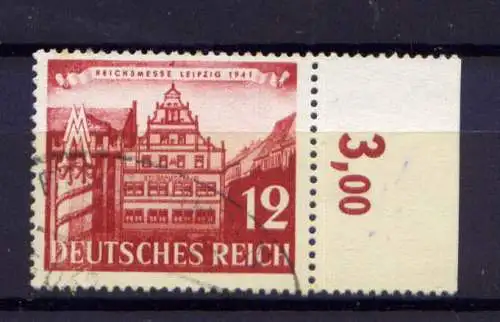 REICHSMESSE LEIPZIG 1941
MM
12
DEUTSCHES REICH
3,00